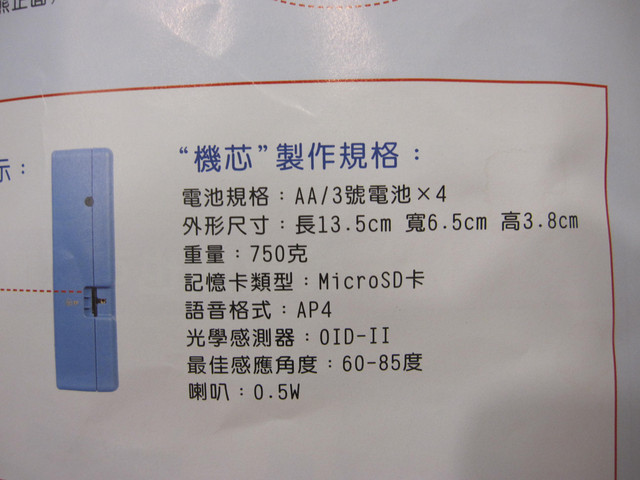 示：
“機芯”製作規格：
電池規格：AA/3號電池×4
外形尺寸：長13.5cm 寬6.5cm 高3.8cm
重量：750克
記憶卡類型：MicroSD卡
語音格式：AP4
光學感測器：OID-II
最佳感應角度：60-85度
喇叭：0.5W